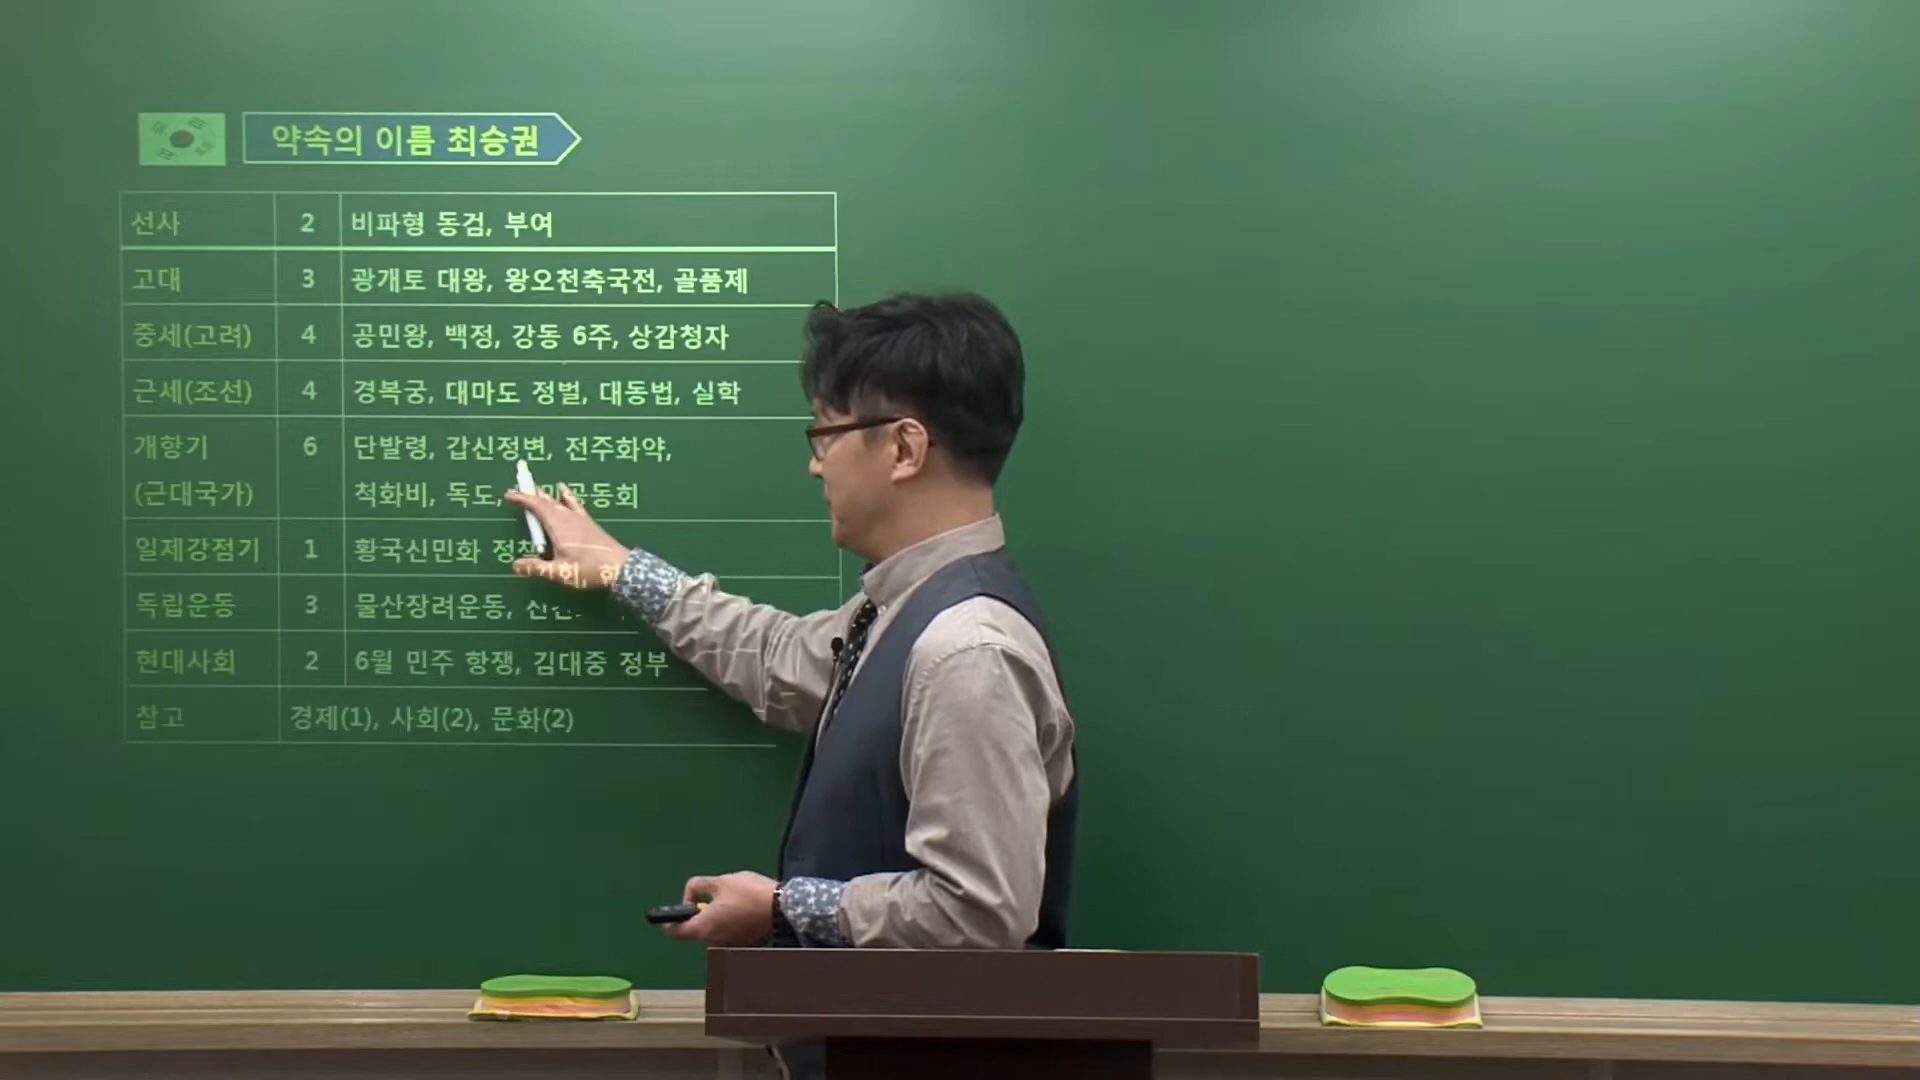 약속의 이름 최승권
선사 2 비파형 동검, 부여
고대 3 광개토 대왕, 왕오천축국전, 골품제
중세(고려) 4 공민왕, 백정, 강동 6주, 상감청자
근세(조선) 4 경복궁, 대마도 정벌, 대동법, 실학
개항기 6 단발령, 갑신정변, 전주화약,
(근대국가) 척화비, 독도, 공동회
일제강점기 1 황국신민화 정책
독립운동 3 물산장려운동,
현대사회 2 6월 민주 항쟁, 김대중 정부
참고 경제(1), 사회(2), 문화(2)